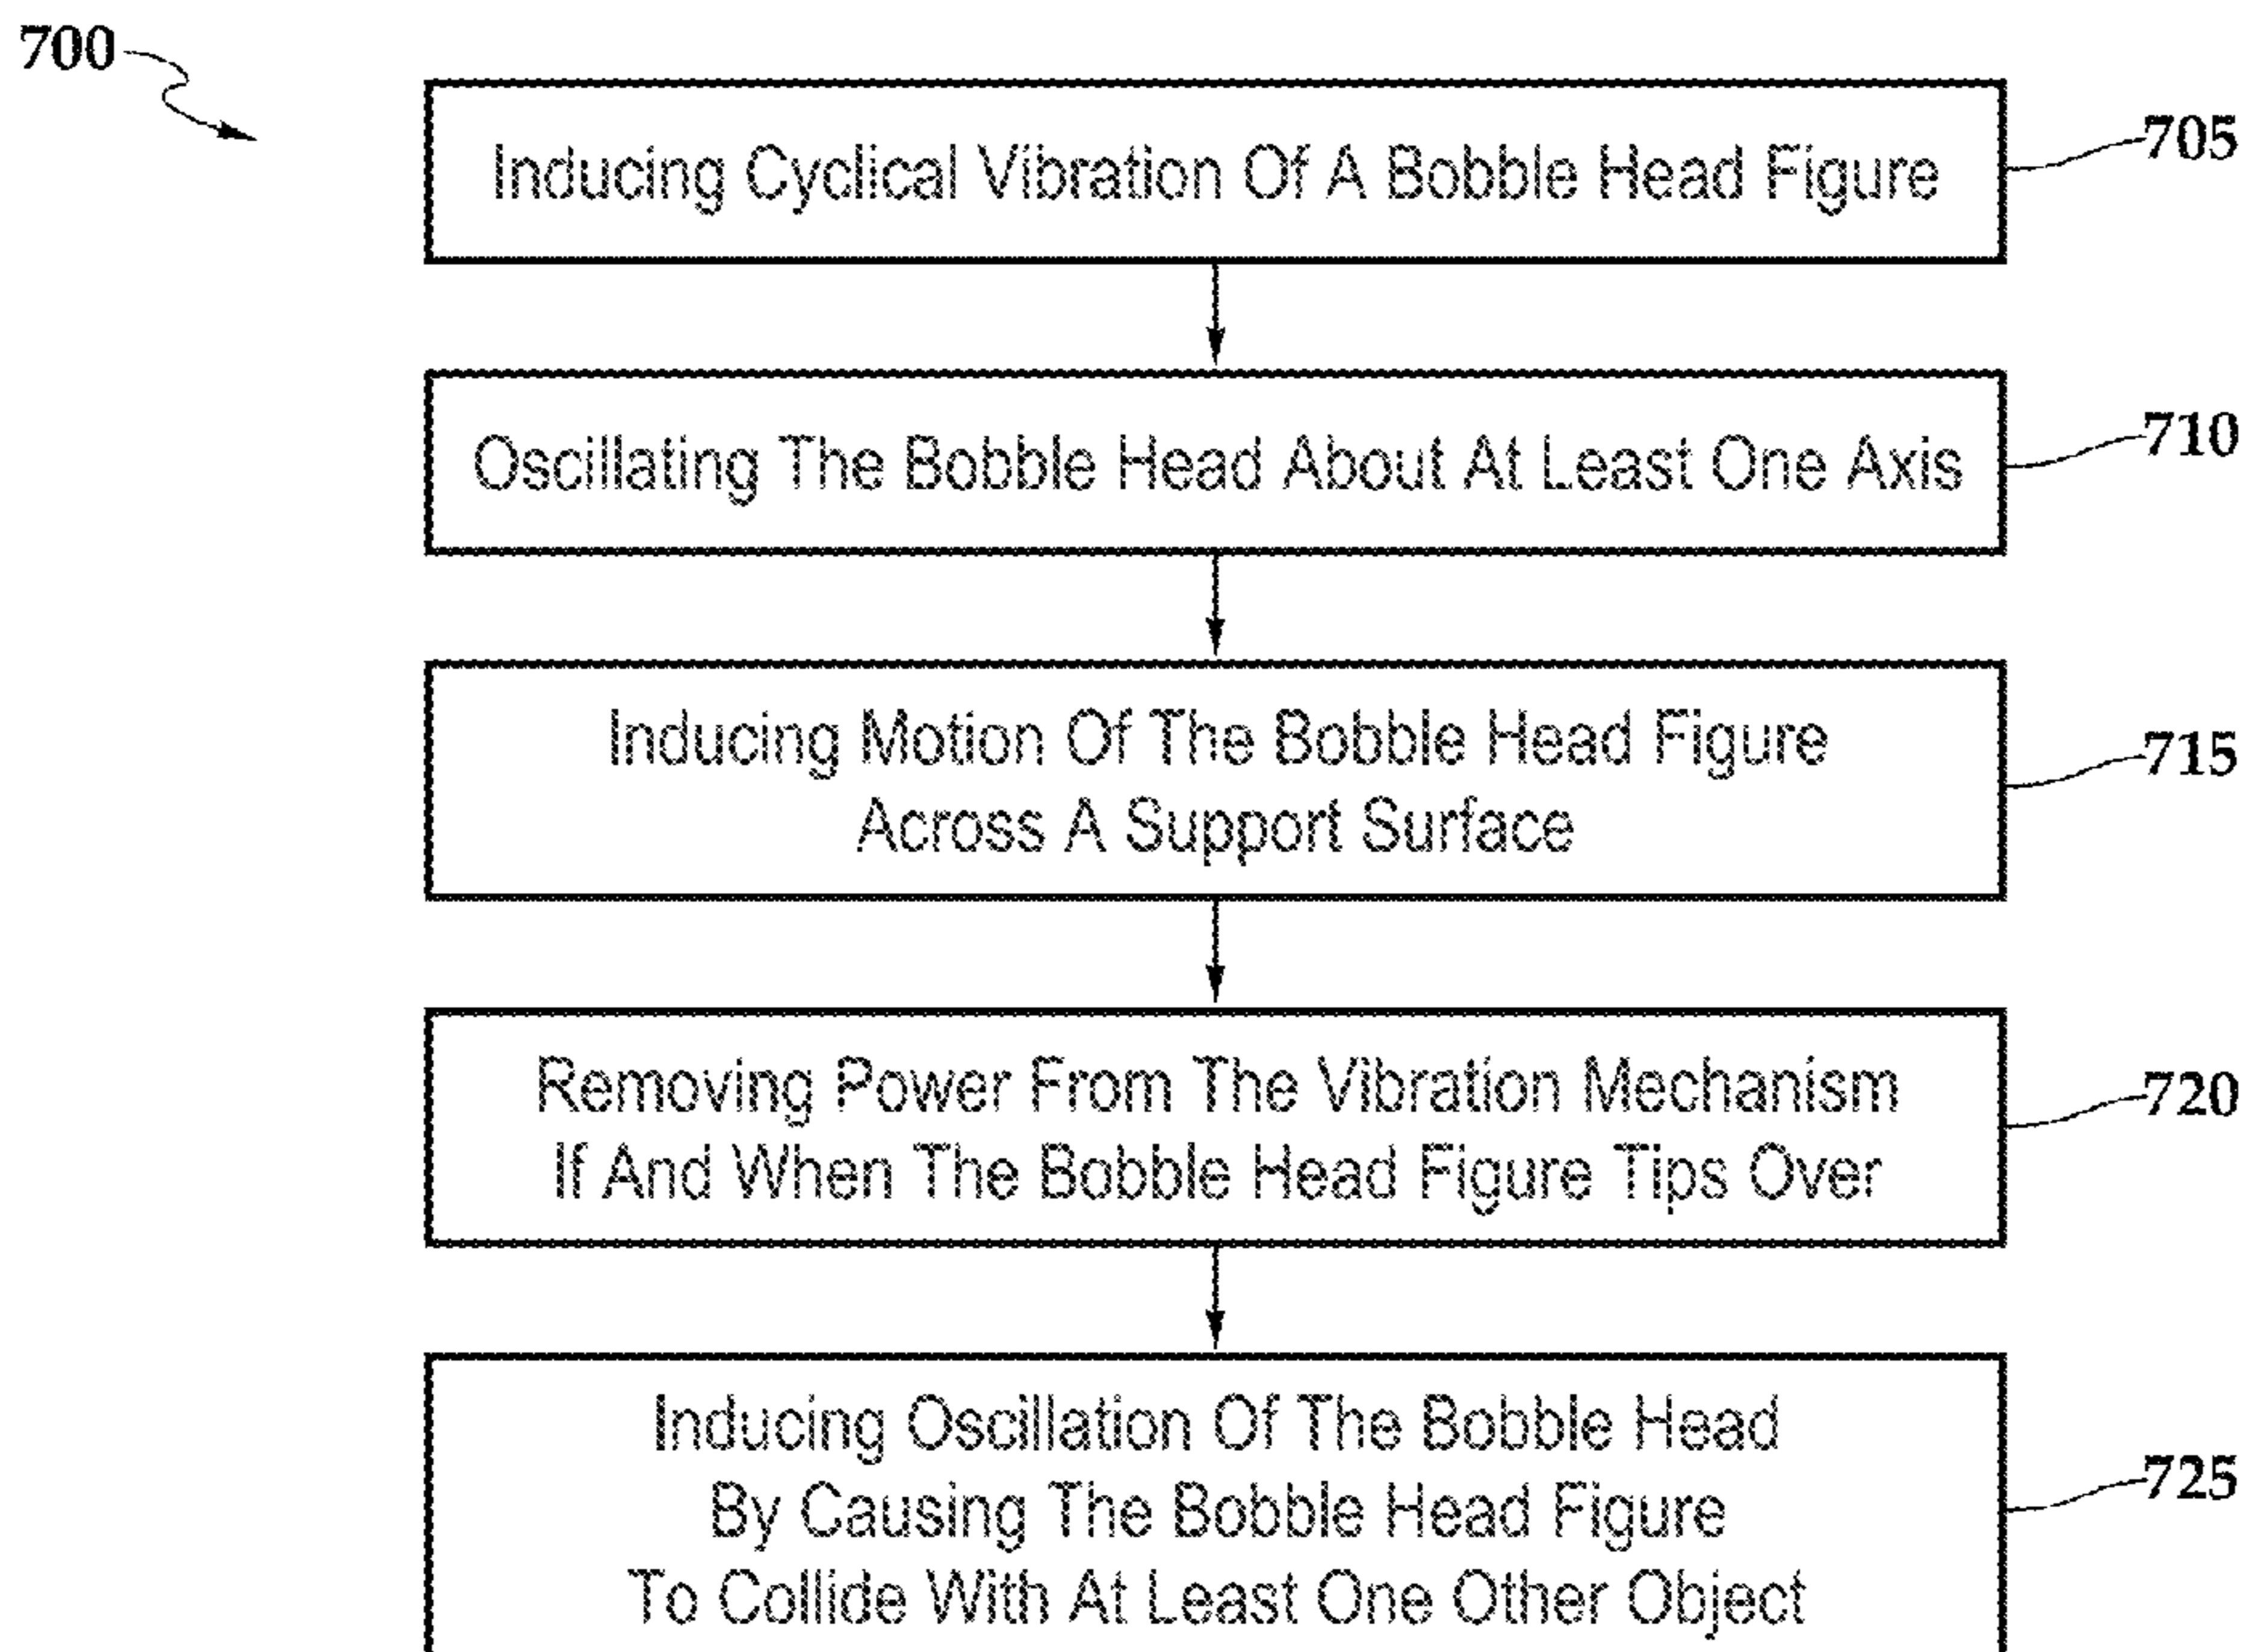 700
Inducing Cyclical Vibration Of A Bobble Head Figure
705
Oscillating The Bobble Head About At Least One Axis
710
Inducing Motion Of The Bobble Head Figure
Across A Support Surface
715
Removing Power From The Vibration Mechanism
If And When The Bobble Head Figure Tips Over
720
Inducing Oscillation Of The Bobble Head
By Causing The Bobble Head Figure
To Collide With At Least One Other Object
725